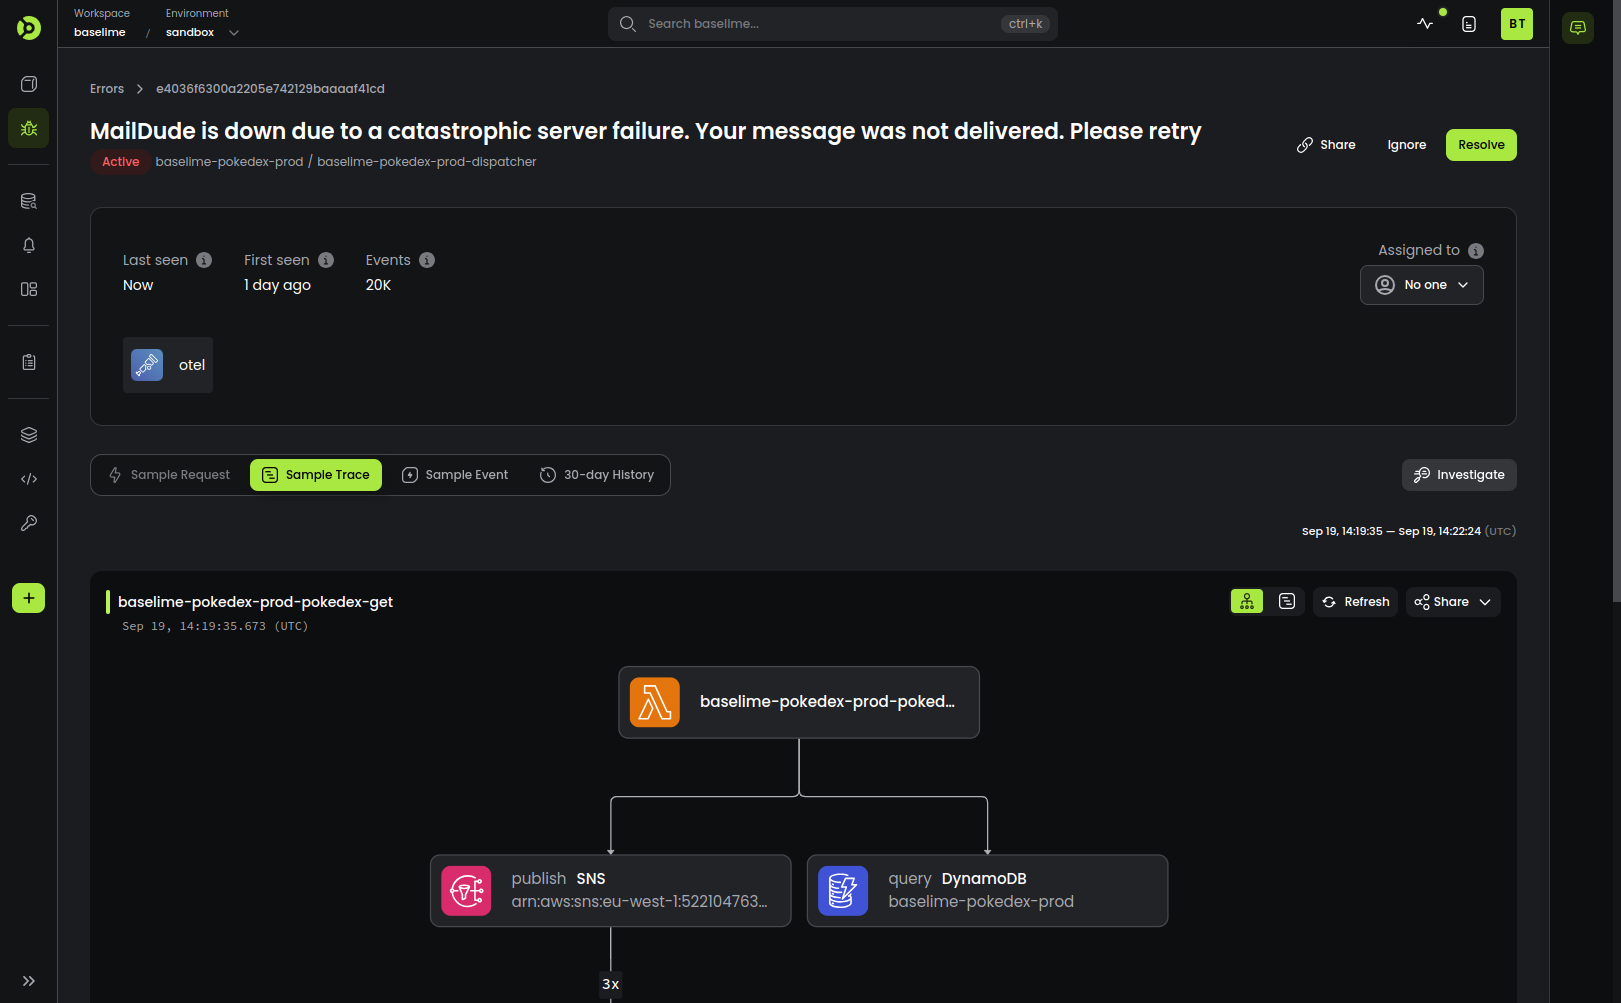 Workspace
baselime
/
Environment
sandbox
Search baselime...
ctrl+k
BT
Errors
e4036f6300a2205e742129baaaaf41cd
MailDude is down due to a catastrophic server failure. Your message was not delivered. Please retry
Active
baselime-pokedex-prod / baselime-pokedex-prod-dispatcher
Share
Ignore
Resolve
Last seen
Now
First seen
1 day ago
Events
20K
Assigned to
No one
otel
Sample Request
Sample Trace
Sample Event
30-day History
Investigate
Sep 19, 14:19:35 — Sep 19, 14:22:24 (UTC)
baselime-pokedex-prod-pokedex-get
Sep 19, 14:19:35.673 (UTC)
Refresh
Share
baselime-pokedex-prod-poked...
publish SNS
arn:aws:sns:eu-west-1:522104763...
query DynamoDB
baselime-pokedex-prod
3x